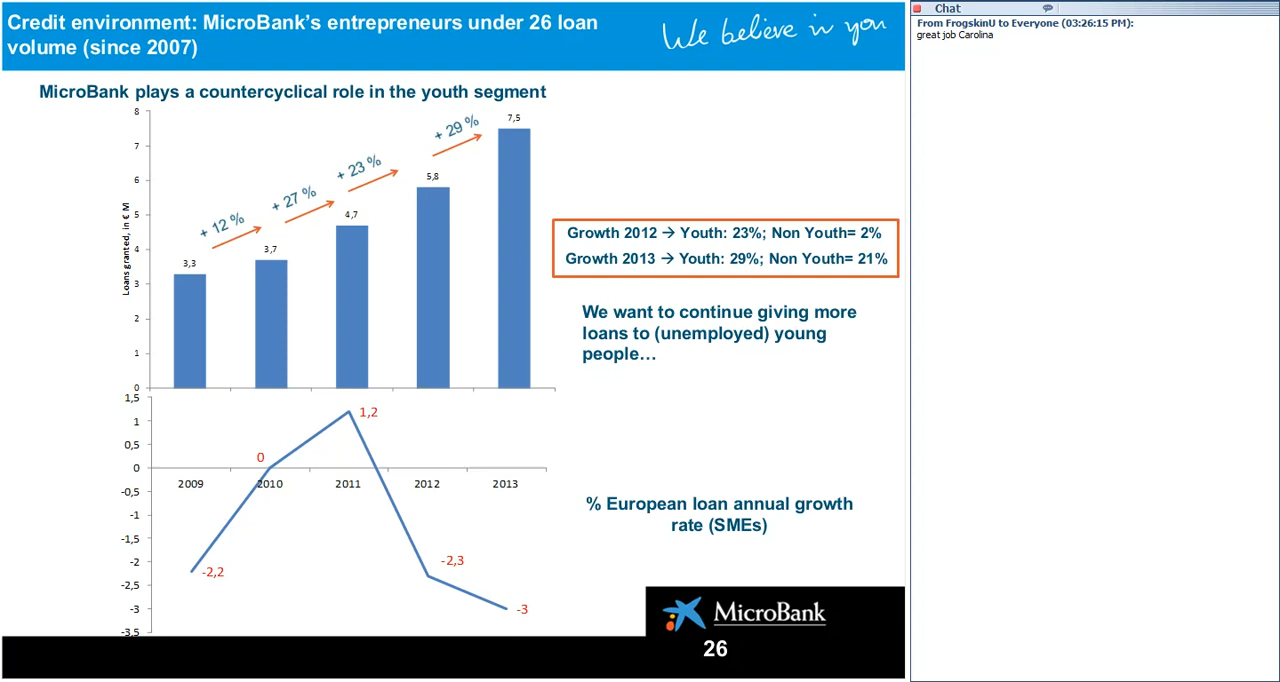 Credit environment: MicroBank’s entrepreneurs under 26 loan
volume (since 2007)
We believe in you
MicroBank plays a countercyclical role in the youth segment
8
7
6
5
4
3
2
1
0
Loans granted, in € M
3,3
3,7
4,7
5,8
7,5
+ 12 %
+ 27 %
+ 23 %
+ 29 %
Growth 2012 → Youth: 23%; Non Youth= 2%
Growth 2013 → Youth: 29%; Non Youth= 21%
We want to continue giving more
loans to (unemployed) young
people…
1,5
1
0,5
0
-0,5
-1
-1,5
-2
-2,5
-3
-3,5
2009
2010
2011
2012
2013
-2,2
0
1,2
-2,3
-3
% European loan annual growth
rate (SMEs)
MicroBank
26
Chat
From FrogskinU to Everyone (03:26:15 PM):
great job Carolina